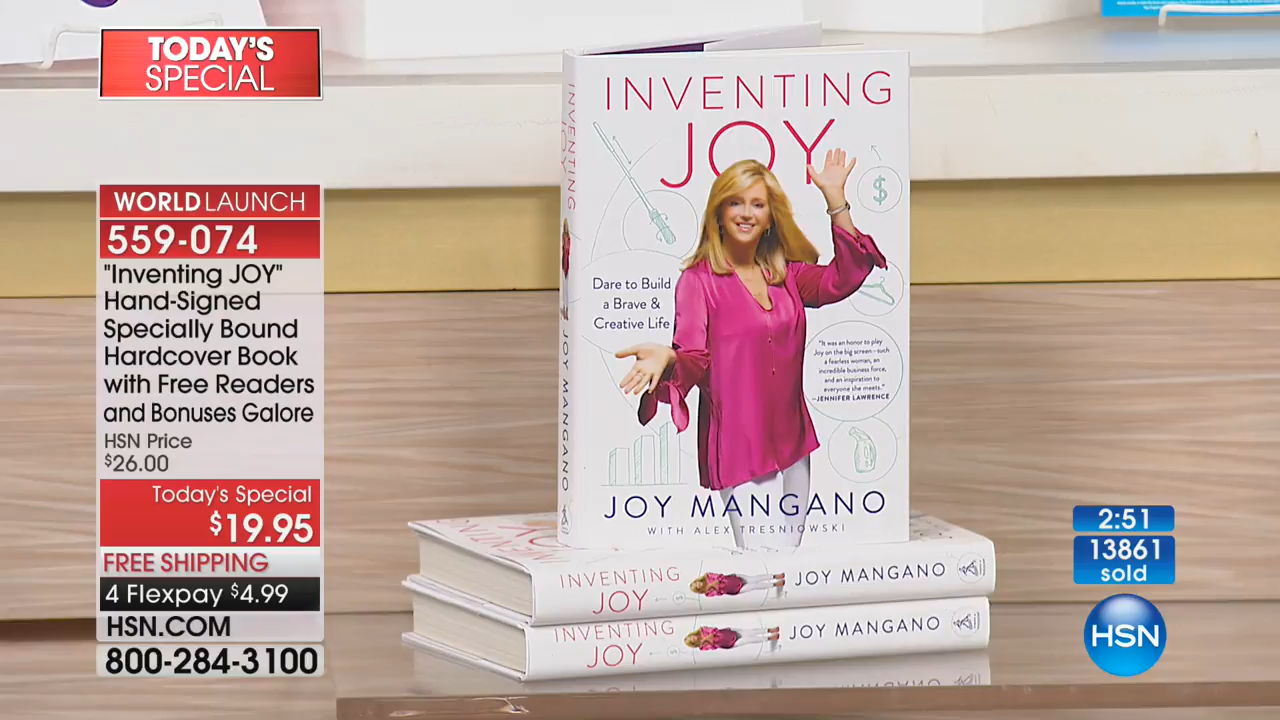 TODAY'S
SPECIAL
WORLD LAUNCH
559-074
"Inventing JOY"
Hand-Signed
Specially Bound
Hardcover Book
with Free Readers
and Bonuses Galore
HSN Price
$26.00
Today's Special
$19.95
FREE SHIPPING
4 Flexpay $4.99
HSN.COM
800-284-3100
INVENTING
JOY
$
Dare to Build
a Brave &
Creative Life
"It was an honor to play
Joy on the big screen—such
a fearless woman, an
incredible business force,
and an inspiration to
everyone she meets."
—JENNIFER LAWRENCE
JOY MANGANO
WITH ALEX TRESNIOWSKI
INVENTING
JOY
JOY MANGANO
INVENTING
JOY
JOY MANGANO
INVENTING
JOY
JOY MANGANO
2:51
13861
sold
HSN